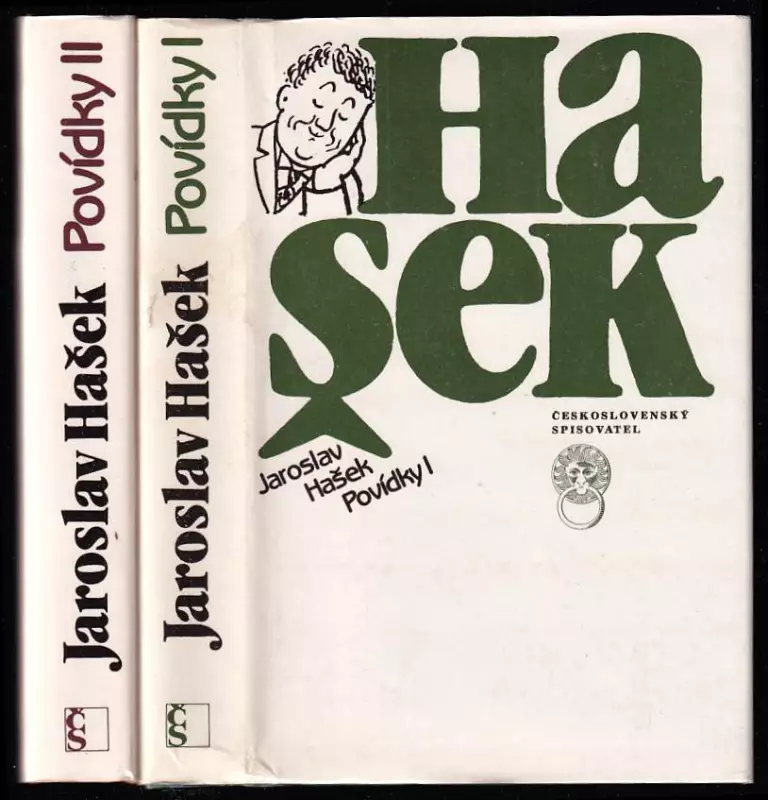 Jaroslav Hašek Povídky II
Jaroslav Hašek Povídky I
Ha
šek
ČESKOSLOVENSKÝ
SPISOVATEL
Jaroslav
Hašek
Povídky I
ČS
ČS